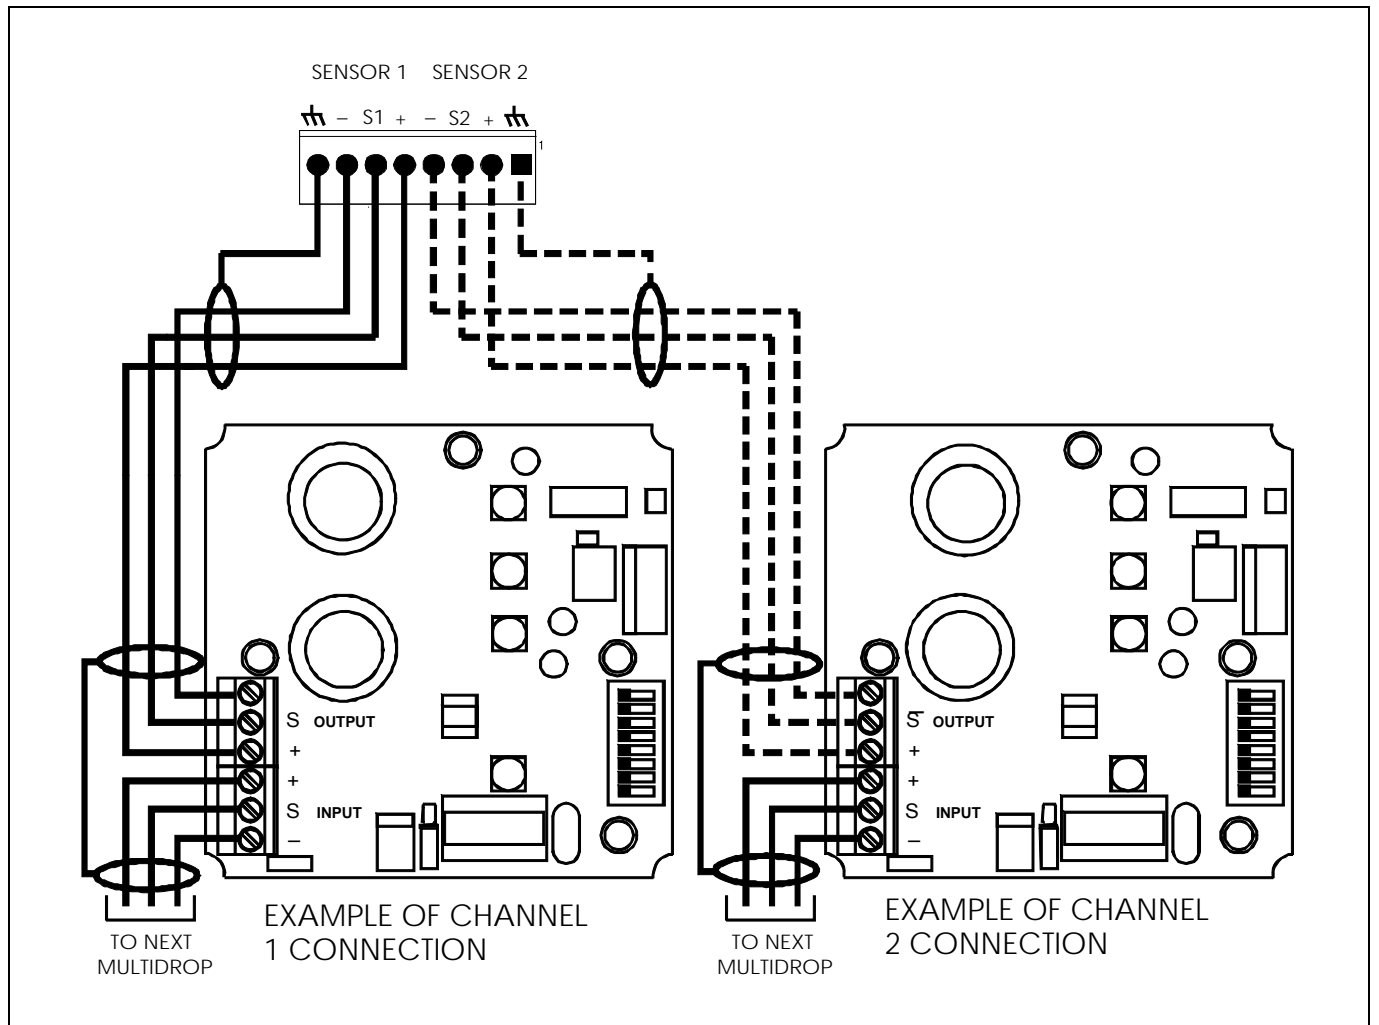 SENSOR 1 SENSOR 2
− S1 + − S2 +
1
S OUTPUT
+
+
S INPUT
−
S OUTPUT
+
+
S INPUT
−
TO NEXT
MULTIDROP
EXAMPLE OF CHANNEL
1 CONNECTION
TO NEXT
MULTIDROP
EXAMPLE OF CHANNEL
2 CONNECTION